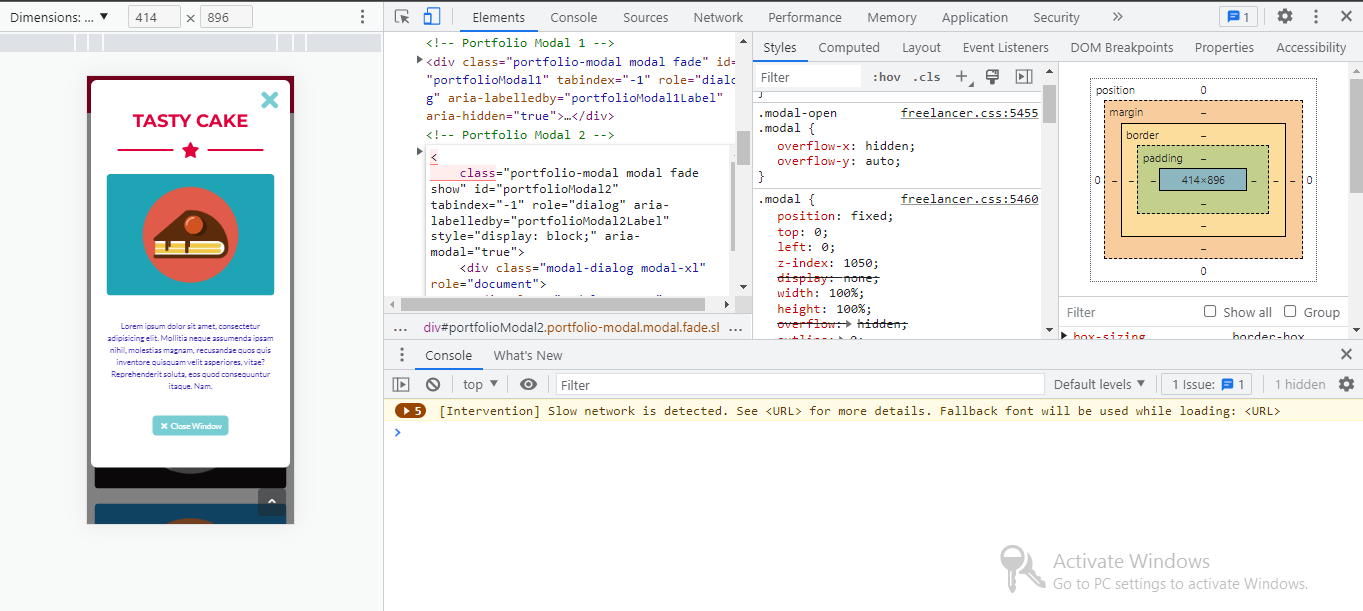 Dimensions: ... ▼ 414 × 896
TASTY CAKE
Lorem ipsum dolor sit amet, consectetur
adipisicing elit. Mollitia neque assumenda ipsam
nihil, molestias magnam, recusandae quos quis
inventore quisquam velit asperiores, vitae?
Reprehenderit soluta, eos quod consequuntur
itaque. Nam.
× Close Window
Elements Console Sources Network Performance Memory Application Security » 1
<!-- Portfolio Modal 1 -->
<div class="portfolio-modal modal fade" id=
"portfolioModal1" tabindex="-1" role="dialo
g" aria-labelledby="portfolioModal1Label"
aria-hidden="true">…</div>
<!-- Portfolio Modal 2 -->
<
class="portfolio-modal modal fade
show" id="portfolioModal2"
tabindex="-1" role="dialog" aria-
labelledby="portfolioModal2Label"
style="display: block;" aria-
modal="true">
<div class="modal-dialog modal-xl"
role="document">
... div#portfolioModal2.portfolio-modal.modal.fade.sl ...
Styles Computed Layout Event Listeners DOM Breakpoints Properties Accessibility
Filter :hov .cls +
}
.modal-open freelancer.css:5455
.modal {
overflow-x: hidden;
overflow-y: auto;
}
.modal { freelancer.css:5460
position: fixed;
top: 0;
left: 0;
z-index: 1050;
display: none;
width: 100%;
height: 100%;
overflow: hidden;
outline: 0;
position 0
margin –
border –
padding –
0 – – – 414×896 – – – 0
–
–
–
0
Filter Show all Group
box-sizing border-box
Console What's New
top ▼ Filter Default levels ▼ 1 Issue: 1 1 hidden
5 [Intervention] Slow network is detected. See <URL> for more details. Fallback font will be used while loading: <URL>
>
Activate Windows
Go to PC settings to activate Windows.